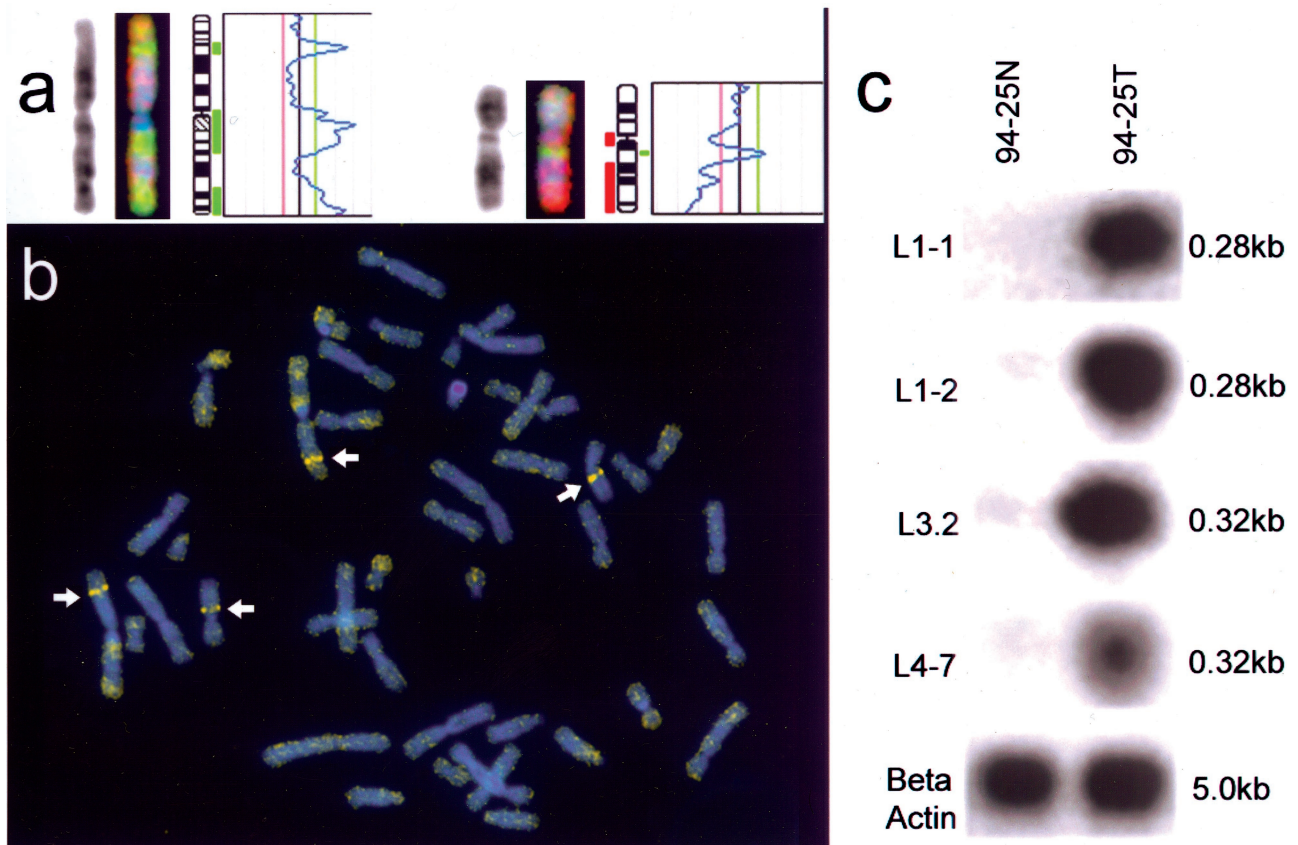 a
b
c
94-25N
94-25T
L1-1
0.28kb
L1-2
0.28kb
L3.2
0.32kb
L4-7
0.32kb
Beta
Actin
5.0kb